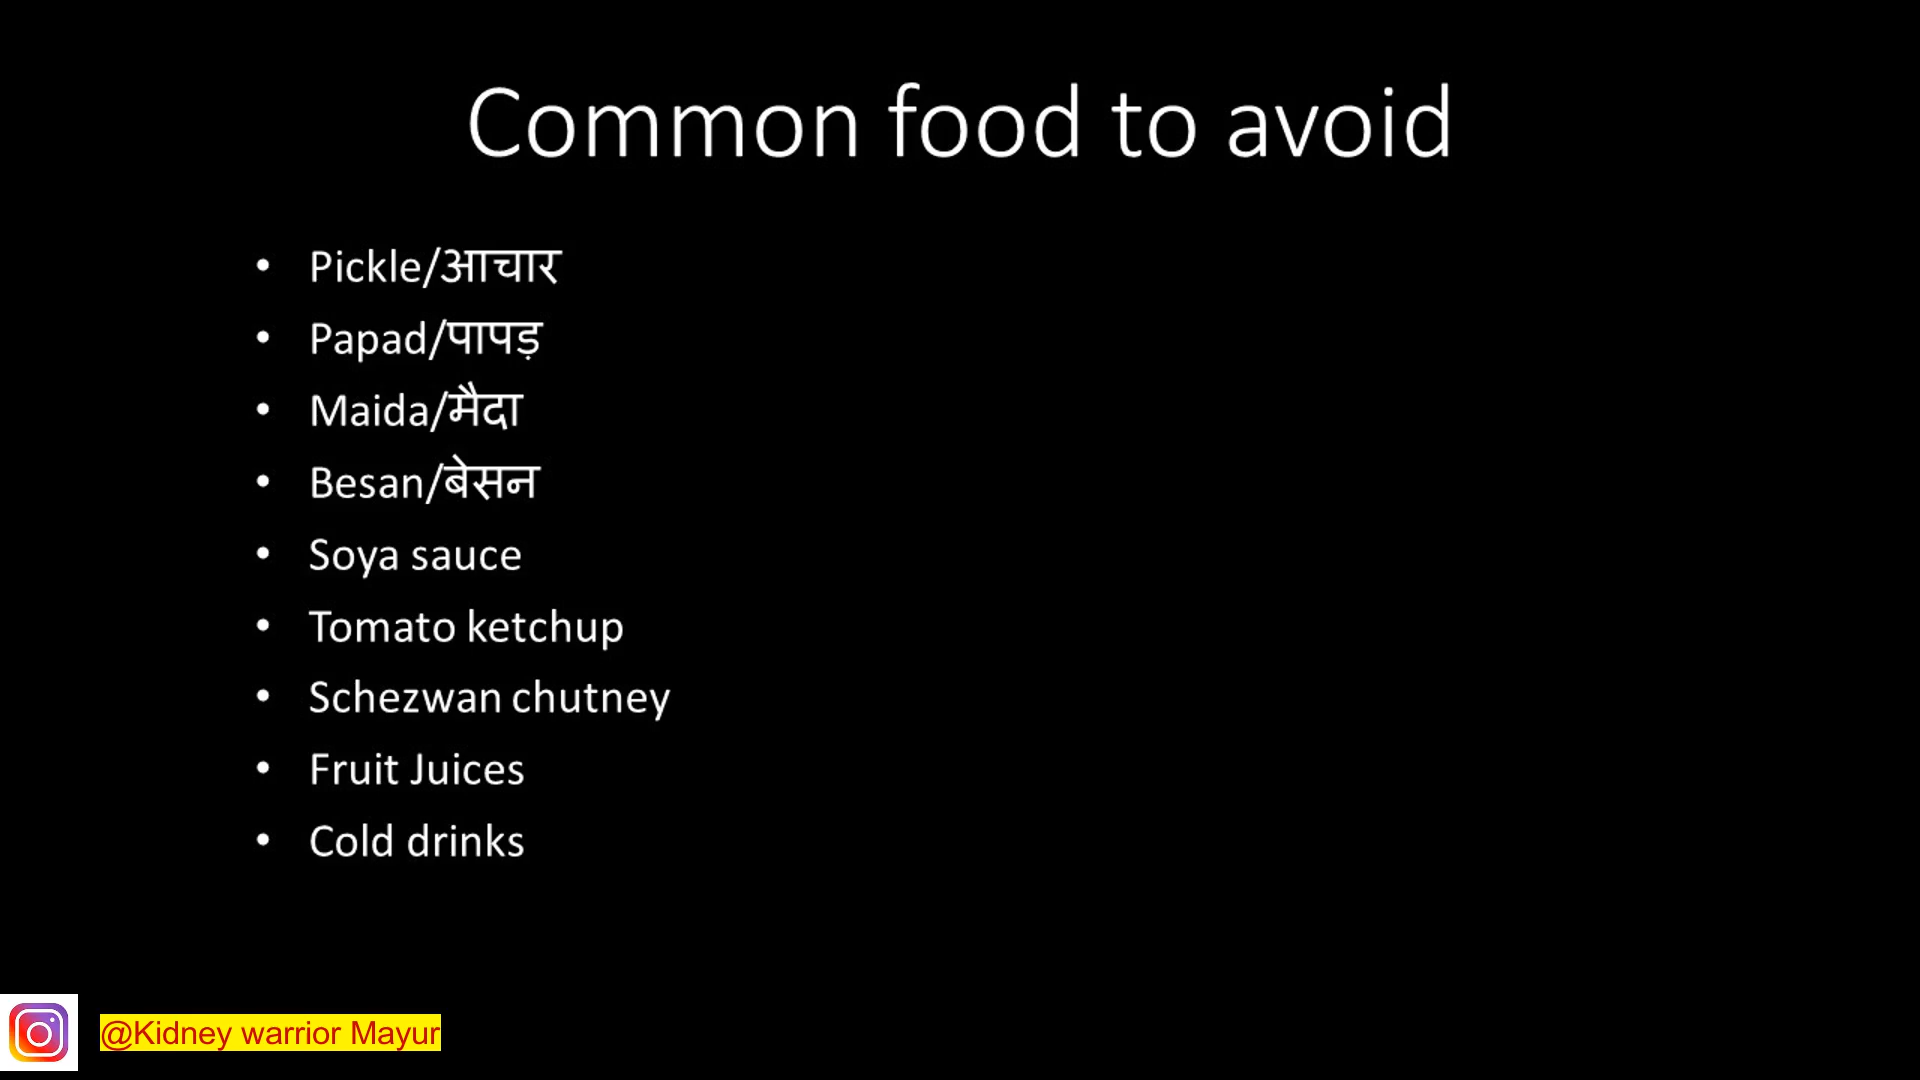 Common food to avoid
• Pickle/आचार
• Papad/पापड़
• Maida/मैदा
• Besan/बेसन
• Soya sauce
• Tomato ketchup
• Schezwan chutney
• Fruit Juices
• Cold drinks
@Kidney warrior Mayur